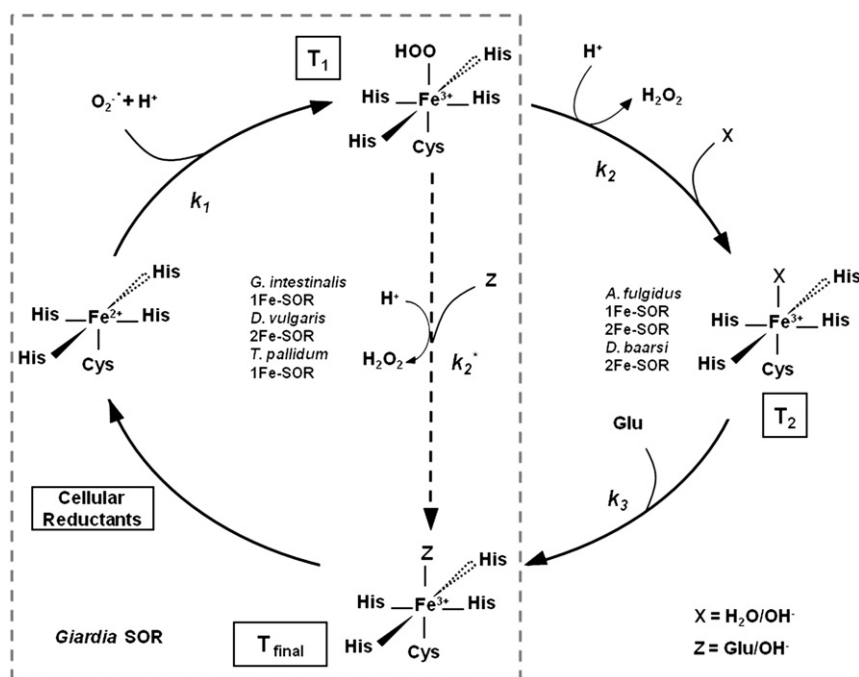 T1
HOO
His
His – Fe3+ – His
His
Cys
O2·-* + H+
k1
H+
H2O2
X
k2
His
Fe2+
His
His
His
Cys
G. intestinalis
1Fe-SOR
D. vulgaris
2Fe-SOR
T. pallidum
1Fe-SOR
H+
Z
H2O2
k2*
A. fulgidus
1Fe-SOR
2Fe-SOR
D. baarsi
2Fe-SOR
X
His
His – Fe3+ – His
His
Cys
T2
Glu
k3
Cellular
Reductants
Z
His
His – Fe3+ – His
His
Cys
Tfinal
Giardia SOR
X = H2O/OH-
Z = Glu/OH-